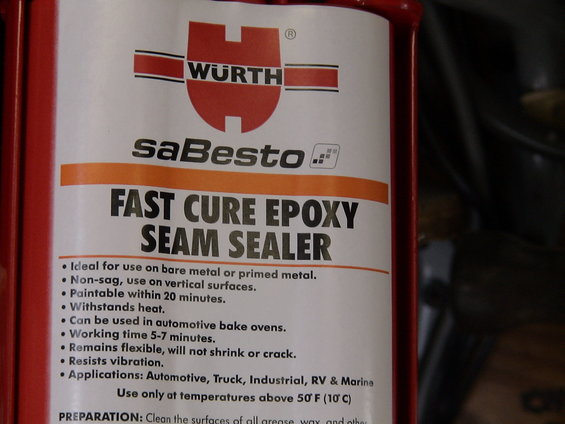 WÜRTH ®
saBesto
FAST CURE EPOXY
SEAM SEALER
• Ideal for use on bare metal or primed metal.
• Non-sag, use on vertical surfaces.
• Paintable within 20 minutes.
• Withstands heat.
• Can be used in automotive bake ovens.
• Working time 5-7 minutes.
• Remains flexible, will not shrink or crack.
• Resists vibration.
• Applications: Automotive, Truck, Industrial, RV & Marine
Use only at temperatures above 50°F (10°C)
PREPARATION: Clean the surfaces of all grease, wax, and other